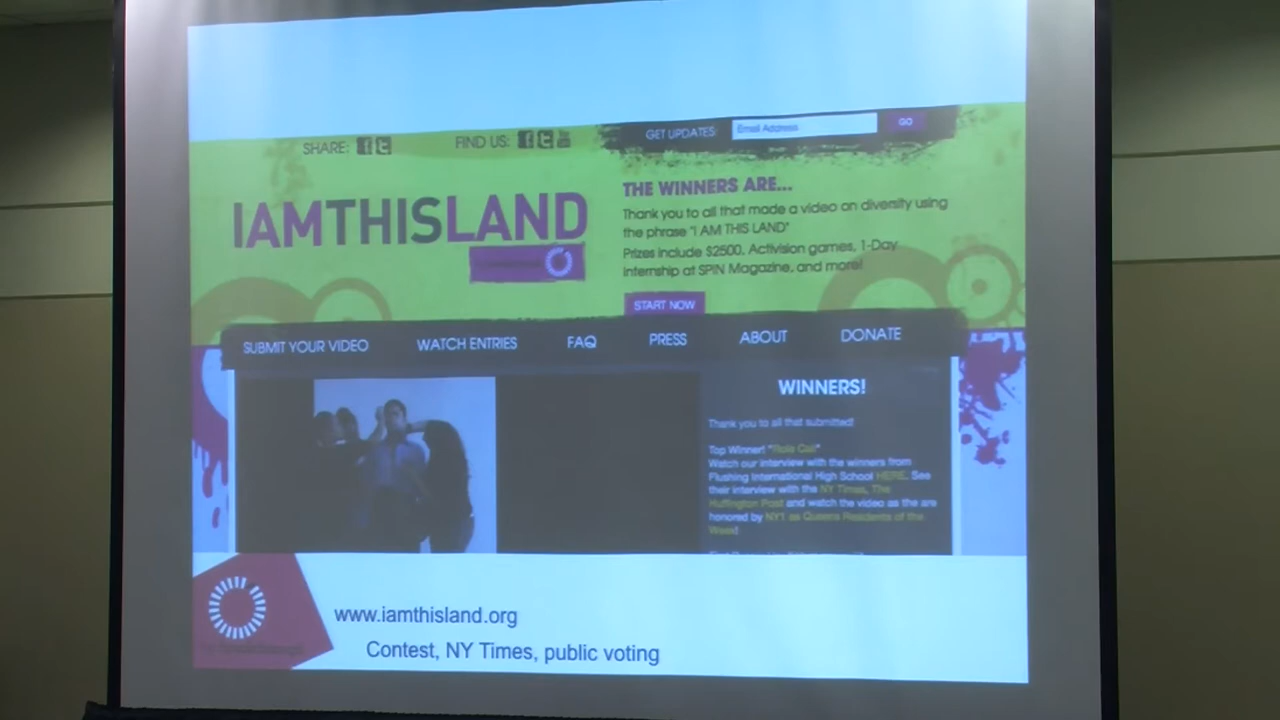 SHARE:
FIND US:
GET UPDATES:
Email Address
GO
IAMTHISLAND
THE WINNERS ARE...
Thank you to all that made a video on diversity using
the phrase "I AM THIS LAND"
Prizes include $2500, Activision games, 1-Day
internship at SPIN Magazine, and more!
START NOW
SUBMIT YOUR VIDEO
WATCH ENTRIES
FAQ
PRESS
ABOUT
DONATE
WINNERS!
Thank you to all that submitted!
Top Winner! "Role Call"
Watch our interview with the winners from
Flushing International High School HERE. See
their interview with the NY Times, The
Huffington Post and watch the video as the are
honored by NY1 as Queens Residents of the
Week!
www.iamthisland.org
Contest, NY Times, public voting